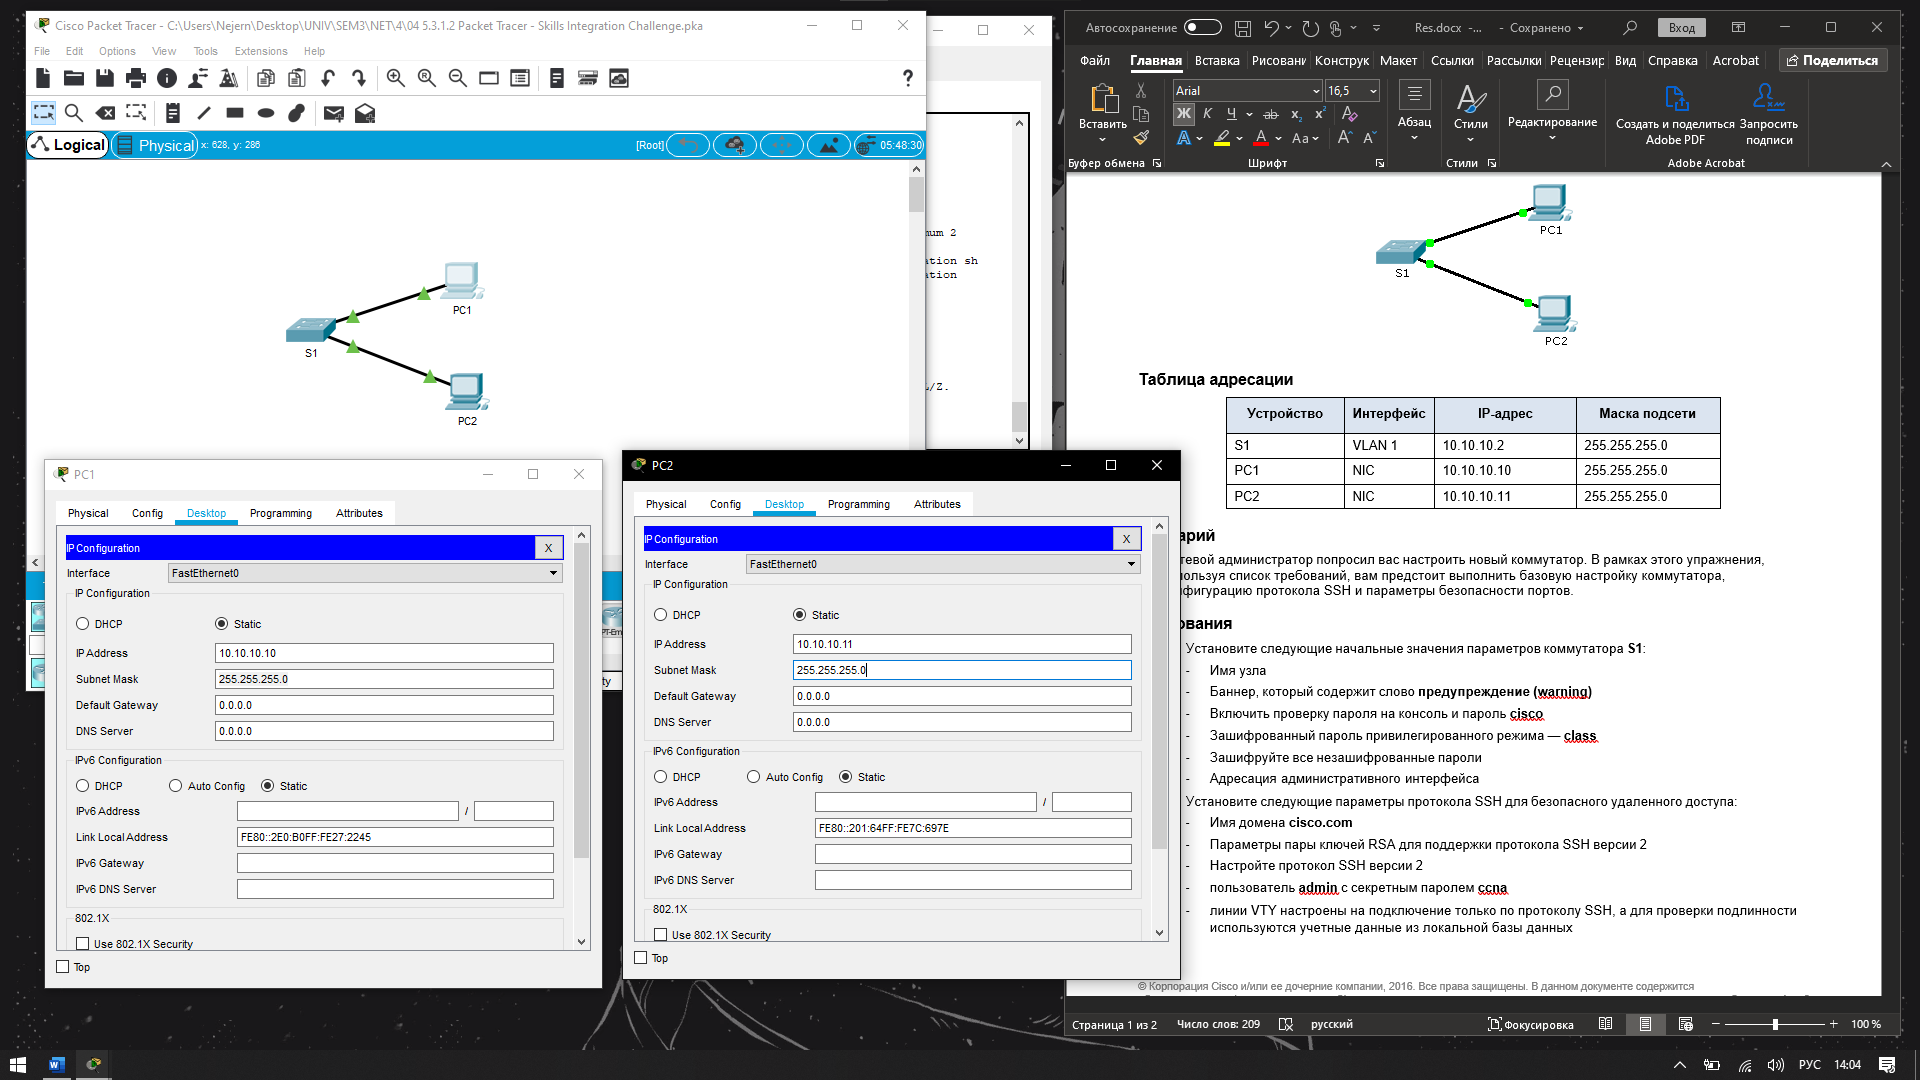 Cisco Packet Tracer - C:\Users\Nejern\Desktop\UNIV\SEM3\NET\4\04 5.3.1.2 Packet Tracer - Skills Integration Challenge.pka
File Edit Options View Tools Extensions Help
Logical Physical x: 628, y: 286 [Root] 05:48:30
PC1
S1
PC2
mum 2
ation sh
ation
L/Z.
PT-Em
ty
PC1
Physical Config Desktop Programming Attributes
IP Configuration X
Interface FastEthernet0
IP Configuration
DHCP Static
IP Address 10.10.10.10
Subnet Mask 255.255.255.0
Default Gateway 0.0.0.0
DNS Server 0.0.0.0
IPv6 Configuration
DHCP Auto Config Static
IPv6 Address /
Link Local Address FE80::2E0:B0FF:FE27:2245
IPv6 Gateway
IPv6 DNS Server
802.1X
Use 802.1X Security
Top
PC2
Physical Config Desktop Programming Attributes
IP Configuration X
Interface FastEthernet0
IP Configuration
DHCP Static
IP Address 10.10.10.11
Subnet Mask 255.255.255.0
Default Gateway 0.0.0.0
DNS Server 0.0.0.0
IPv6 Configuration
DHCP Auto Config Static
IPv6 Address /
Link Local Address FE80::201:64FF:FE7C:697E
IPv6 Gateway
IPv6 DNS Server
802.1X
Use 802.1X Security
Top
Автосохранение Res.docx -... - Сохранено Вход
Файл Главная Вставка Рисовани Конструк Макет Ссылки Рассылки Рецензир Вид Справка Acrobat Поделиться
Вставить Arial 16,5 Абзац Стили Редактирование Создать и поделиться Adobe PDF Запросить подписи
Ж К Ч ab x₂ x² Aa
Буфер обмена Шрифт Стили Adobe Acrobat
PC1
S1
PC2
Таблица адресации
Устройство Интерфейс IP-адрес Маска подсети
S1 VLAN 1 10.10.10.2 255.255.255.0
PC1 NIC 10.10.10.10 255.255.255.0
PC2 NIC 10.10.10.11 255.255.255.0
арий
тевой администратор попросил вас настроить новый коммутатор. В рамках этого упражнения,
ользуя список требований, вам предстоит выполнить базовую настройку коммутатора,
нфигурацию протокола SSH и параметры безопасности портов.
ования
Установите следующие начальные значения параметров коммутатора S1:
- Имя узла
- Баннер, который содержит слово предупреждение (warning)
- Включить проверку пароля на консоль и пароль cisco
- Зашифрованный пароль привилегированного режима — class
- Зашифруйте все незашифрованные пароли
- Адресация административного интерфейса
Установите следующие параметры протокола SSH для безопасного удаленного доступа:
- Имя домена cisco.com
- Параметры пары ключей RSA для поддержки протокола SSH версии 2
- Настройте протокол SSH версии 2
- пользователь admin с секретным паролем ccna
- линии VTY настроены на подключение только по протоколу SSH, а для проверки подлинности
используются учетные данные из локальной базы данных
© Корпорация Cisco и/или ее дочерние компании, 2016. Все права защищены. В данном документе содержится
Страница 1 из 2 Число слов: 209 русский Фокусировка 100 %
РУС 14:04